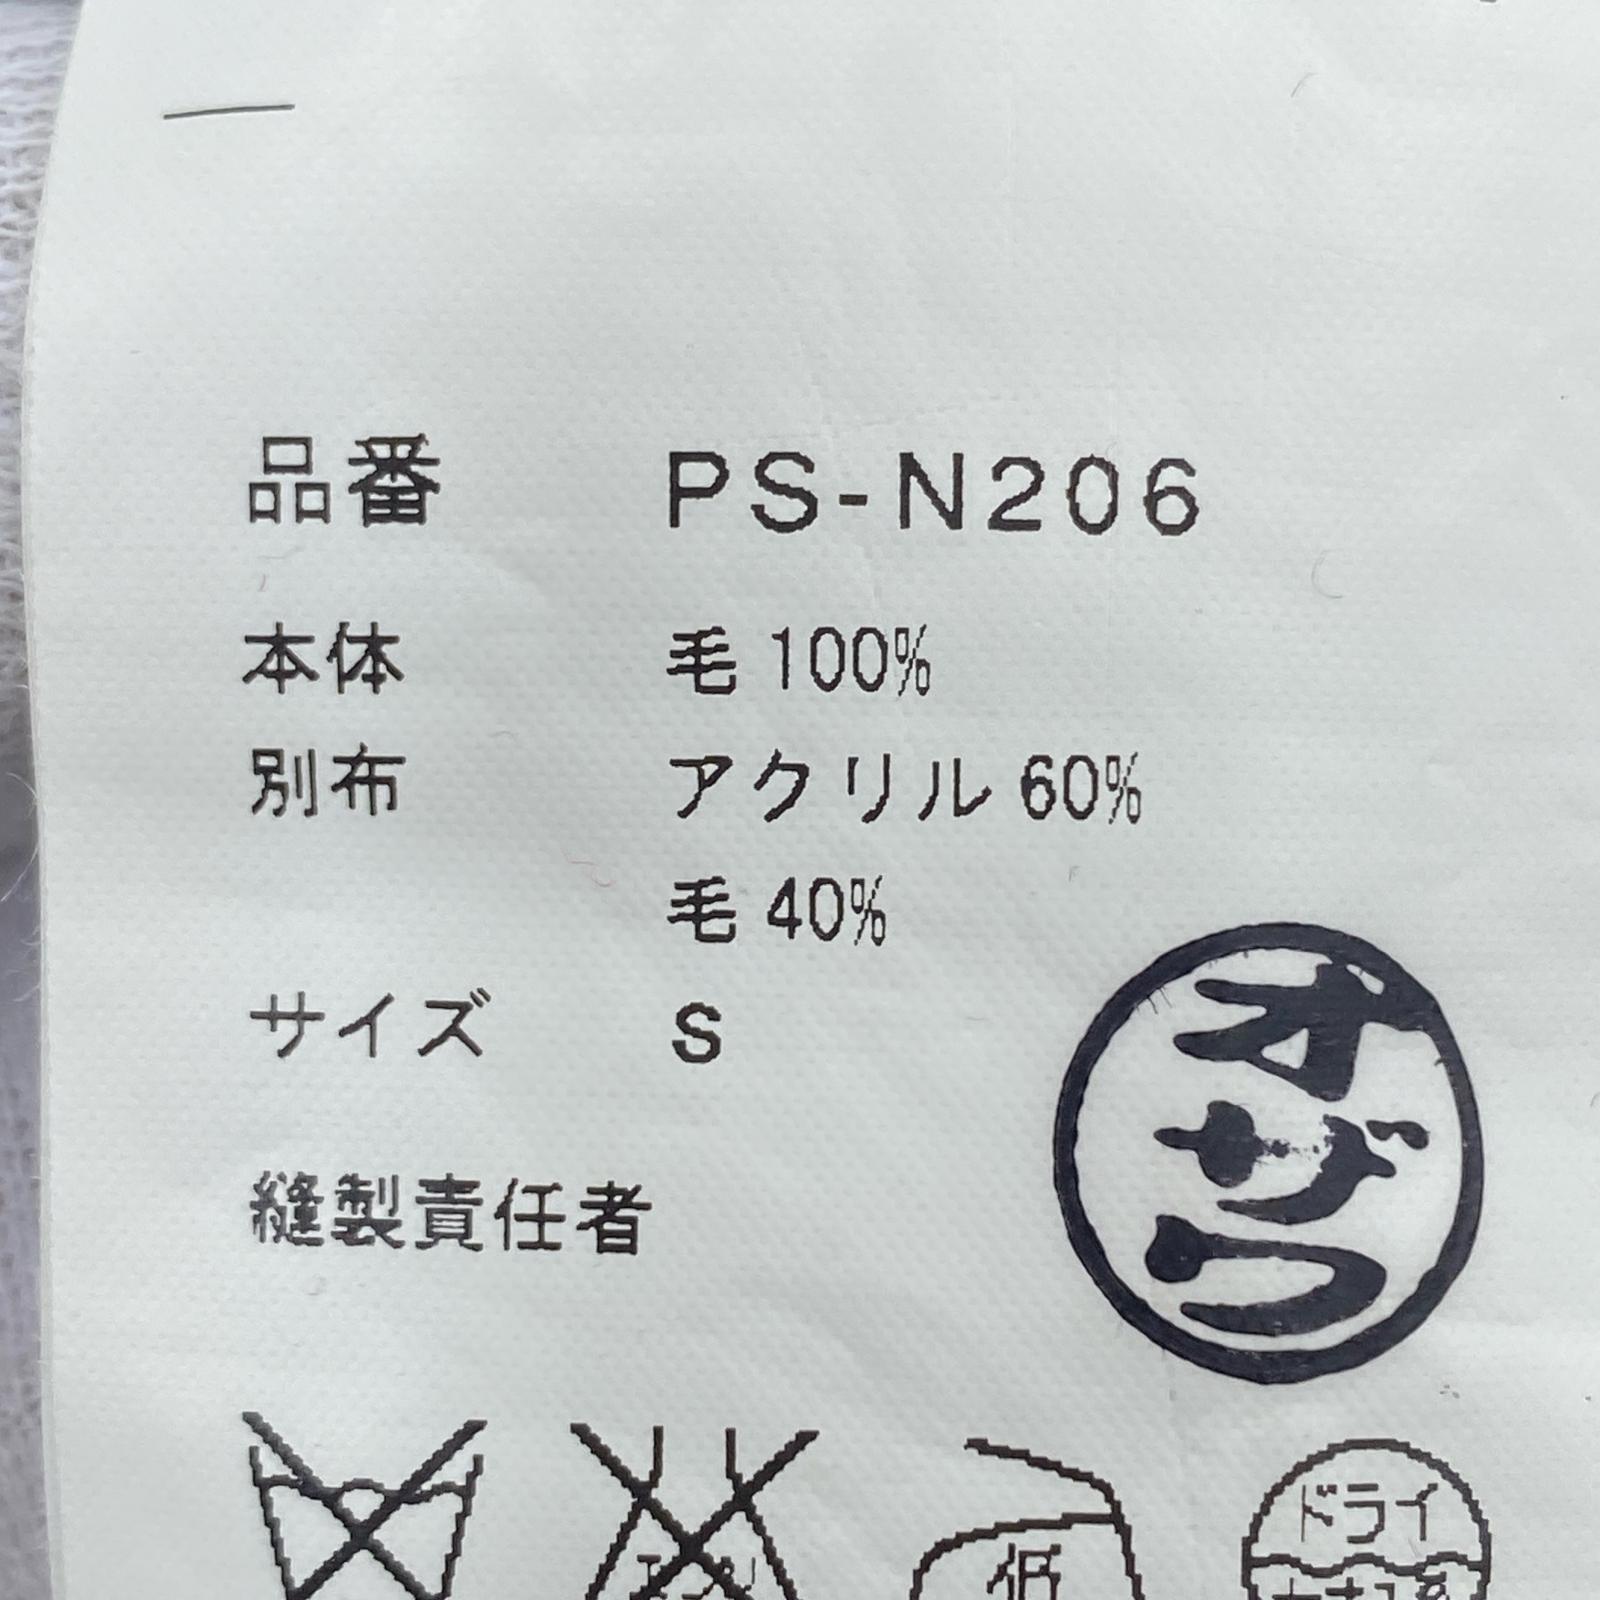 品番 PS-N206
本体 毛 100%
別布 アクリル 60%
毛 40%
サイズ S
縫製責任者
オザワ
低
ドライ